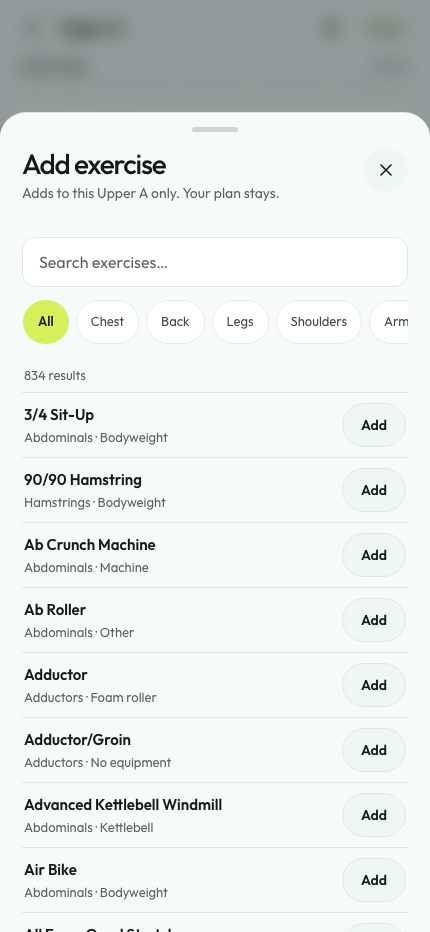 Add exercise
Adds to this Upper A only. Your plan stays.
Search exercises...
All
Chest
Back
Legs
Shoulders
Arm
834 results
3/4 Sit-Up
Abdominals · Bodyweight
Add
90/90 Hamstring
Hamstrings · Bodyweight
Add
Ab Crunch Machine
Abdominals · Machine
Add
Ab Roller
Abdominals · Other
Add
Adductor
Adductors · Foam roller
Add
Adductor/Groin
Adductors · No equipment
Add
Advanced Kettlebell Windmill
Abdominals · Kettlebell
Add
Air Bike
Abdominals · Bodyweight
Add